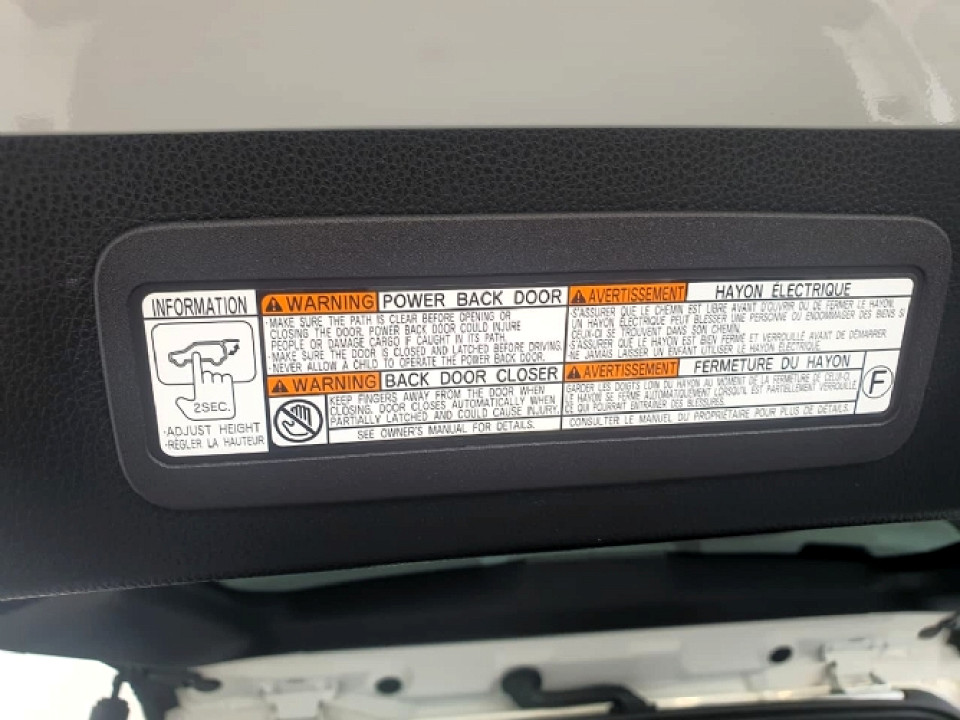 INFORMATION
2SEC.
·ADJUST HEIGHT
·RÉGLER LA HAUTEUR
WARNING POWER BACK DOOR
·MAKE SURE THE PATH IS CLEAR BEFORE OPENING OR
CLOSING THE DOOR. POWER BACK DOOR COULD INJURE
PEOPLE OR DAMAGE CARGO IF CAUGHT IN ITS PATH.
·MAKE SURE THE DOOR IS CLOSED AND LATCHED BEFORE DRIVING.
·NEVER ALLOW A CHILD TO OPERATE THE POWER BACK DOOR.
WARNING BACK DOOR CLOSER
KEEP FINGERS AWAY FROM THE DOOR WHEN
CLOSING. DOOR CLOSES AUTOMATICALLY WHEN
PARTIALLY LATCHED AND COULD CAUSE INJURY.
SEE OWNER'S MANUAL FOR DETAILS.
AVERTISSEMENT HAYON ÉLECTRIQUE
S'ASSURER QUE LE CHEMIN EST LIBRE AVANT D'OUVRIR OU DE FERMER LE HAYON.
UN HAYON ÉLECTRIQUE PEUT BLESSER UNE PERSONNE OU ENDOMMAGER DES BIENS SI
CEUX-CI SE TROUVENT DANS SON CHEMIN.
S'ASSURER QUE LE HAYON EST BIEN FERMÉ ET VERROUILLÉ AVANT DE DÉMARRER.
NE JAMAIS LAISSER UN ENFANT UTILISER LE HAYON ÉLECTRIQUE.
AVERTISSEMENT FERMETURE DU HAYON
GARDER LES DOIGTS LOIN DU HAYON AU MOMENT DE LA FERMETURE DE CELUI-CI.
LE HAYON SE FERME AUTOMATIQUEMENT LORSQU'IL EST PARTIELLEMENT VERROUILLÉ
CE QUI POURRAIT ENTRAÎNER DES BLESSURES.
CONSULTER LE MANUEL DU PROPRIÉTAIRE POUR PLUS DE DÉTAILS.
F